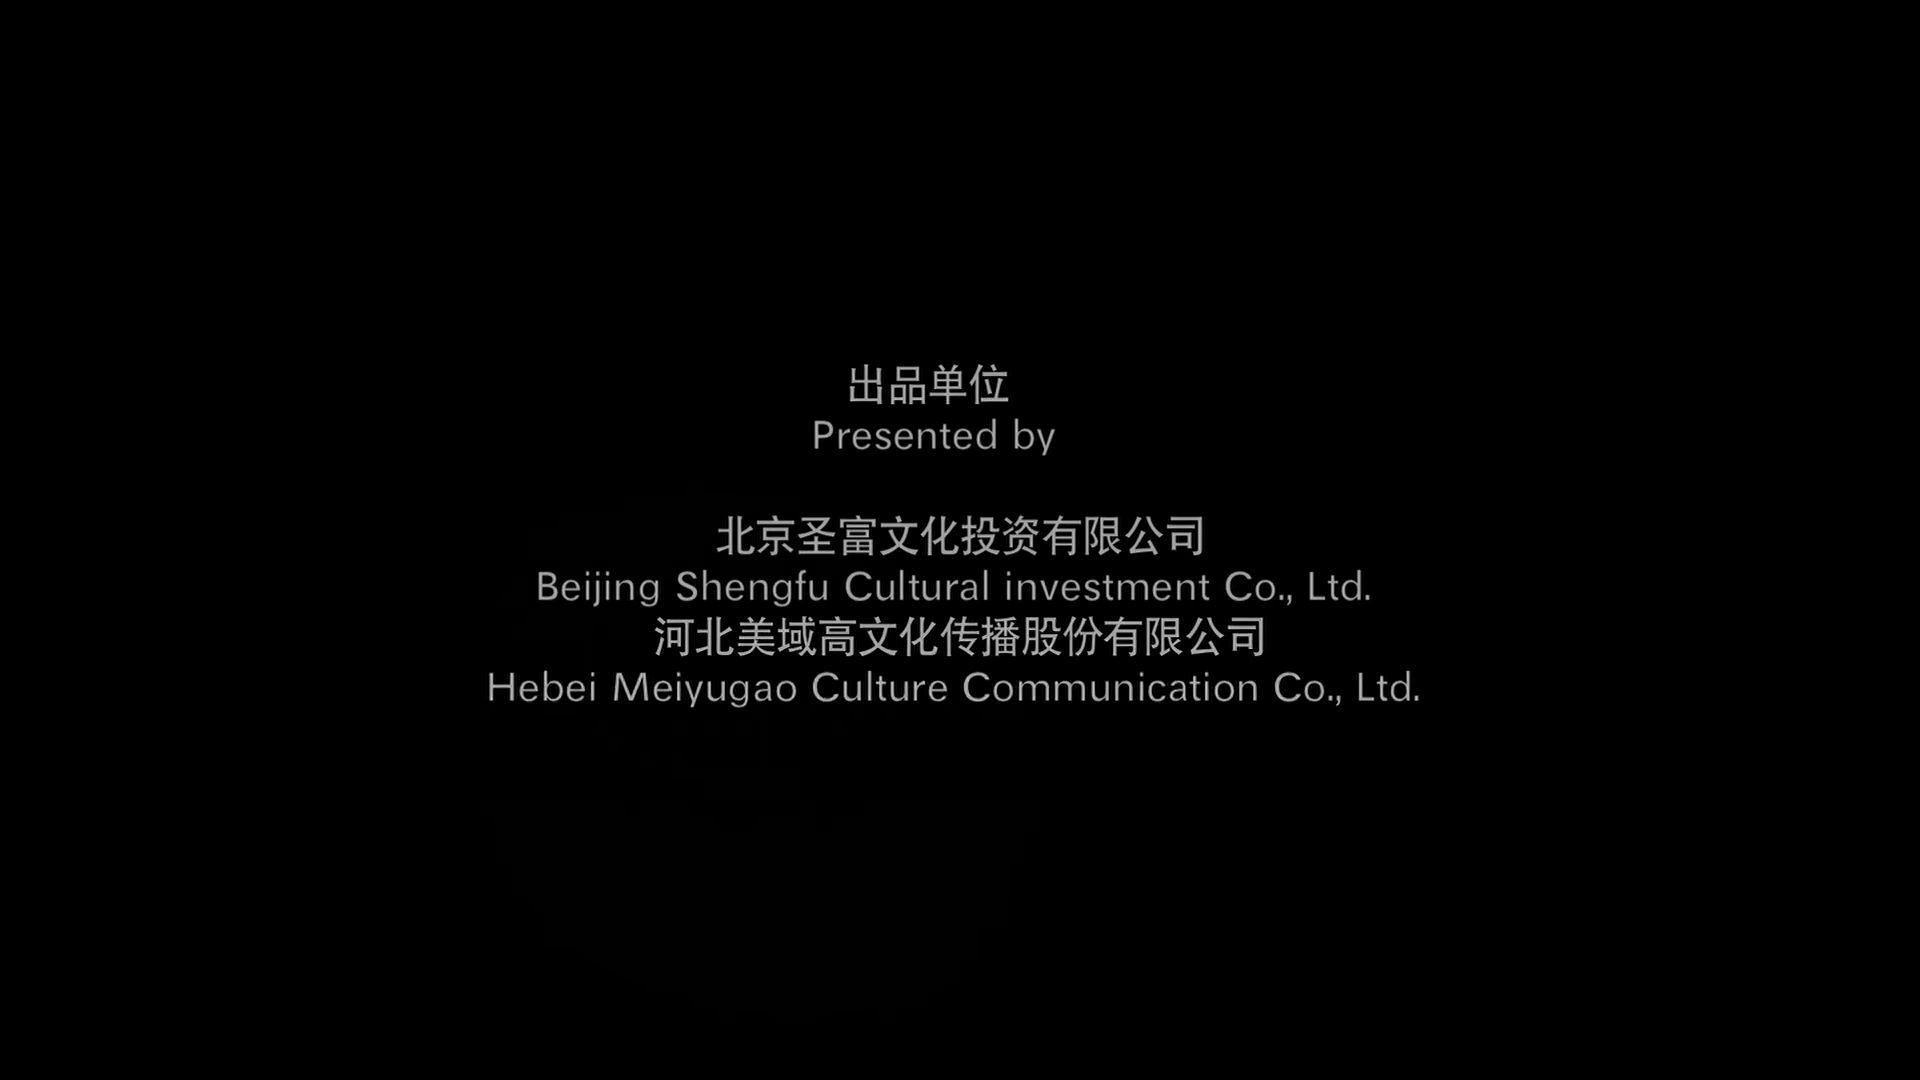 出品单位
Presented by
北京圣富文化投资有限公司
Beijing Shengfu Cultural investment Co., Ltd.
河北美域高文化传播股份有限公司
Hebei Meiyugao Culture Communication Co., Ltd.